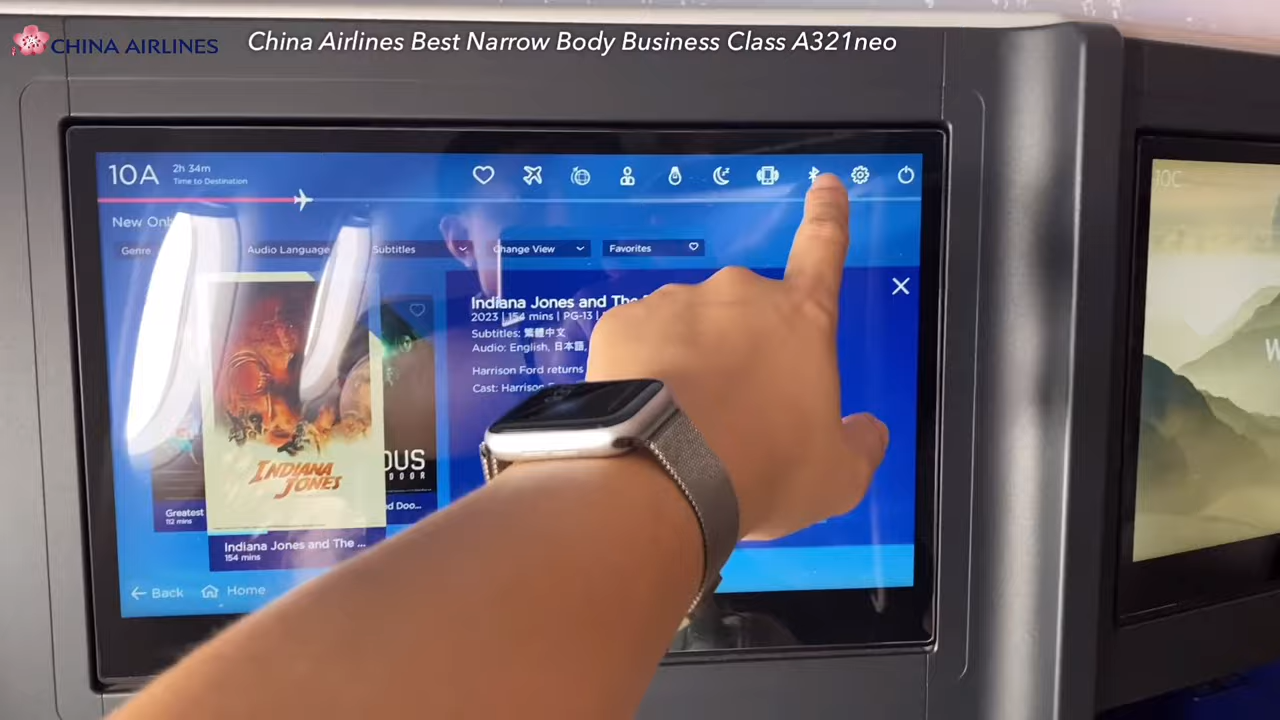 CHINA AIRLINES
China Airlines Best Narrow Body Business Class A321neo
10A
2h 34m
Time to Destination
New
Genre
Audio Language
Subtitles
Change View
Favorites
Indiana Jones and The
2023 | 154 mins | PG-13 |
Subtitles: 繁體中文
Audio: English, 日本語,
Harrison Ford returns
Cast: Harrison
INDIANA
JONES
Greatest
112 mins
Indiana Jones and The ...
154 mins
Back
Home
10C
W